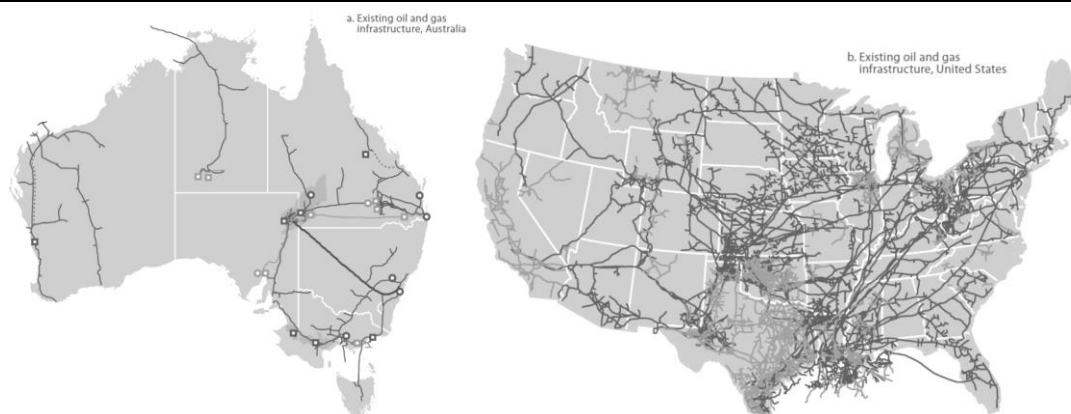 a. Existing oil and gas
infrastructure, Australia
b. Existing oil and gas
infrastructure, United States